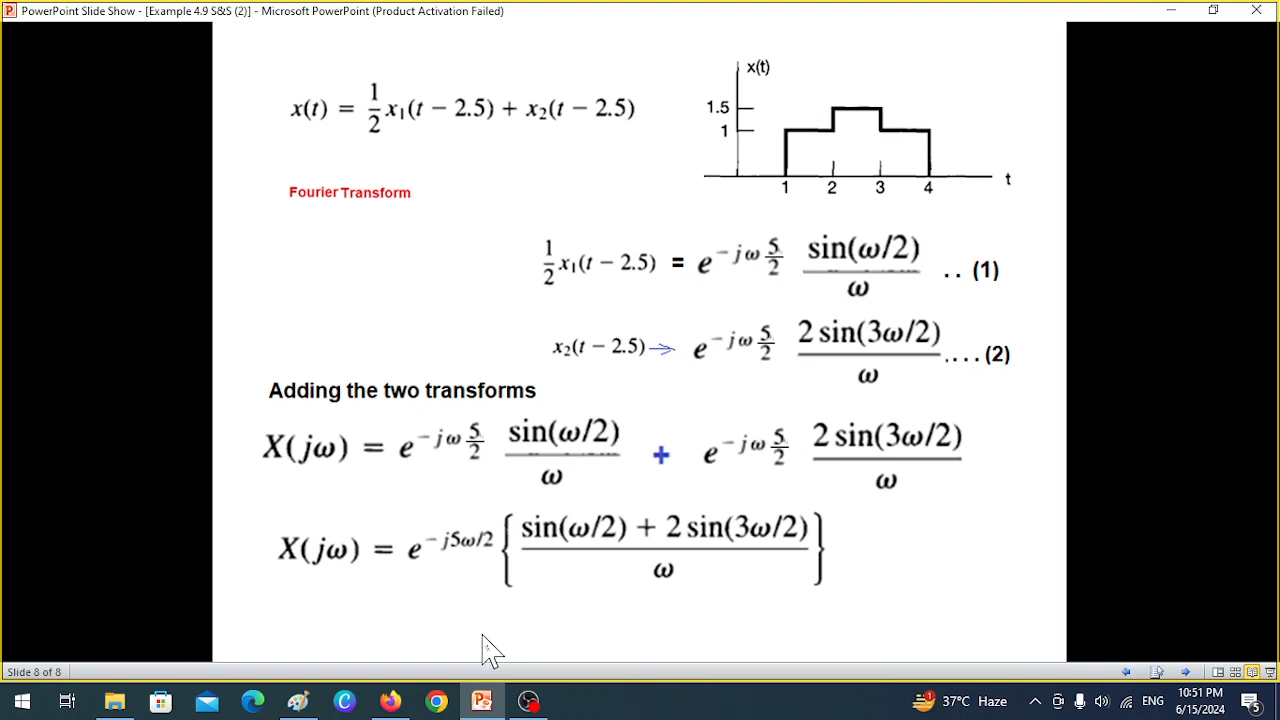 PowerPoint Slide Show - [Example 4.9 S&S (2)] - Microsoft PowerPoint (Product Activation Failed)
x(t) = 1/2 x₁(t − 2.5) + x₂(t − 2.5)
x(t)
1.5
1
1 2 3 4 t
Fourier Transform
1/2 x₁(t − 2.5) = e^(−jω 5/2) sin(ω/2)/ω .. (1)
x₂(t − 2.5) → e^(−jω 5/2) 2 sin(3ω/2)/ω .... (2)
Adding the two transforms
X(jω) = e^(−jω 5/2) sin(ω/2)/ω + e^(−jω 5/2) 2 sin(3ω/2)/ω
X(jω) = e^(−j5ω/2) { (sin(ω/2) + 2 sin(3ω/2))/ω }
Slide 8 of 8
1 37°C Haze ENG 10:51 PM 6/15/2024 5